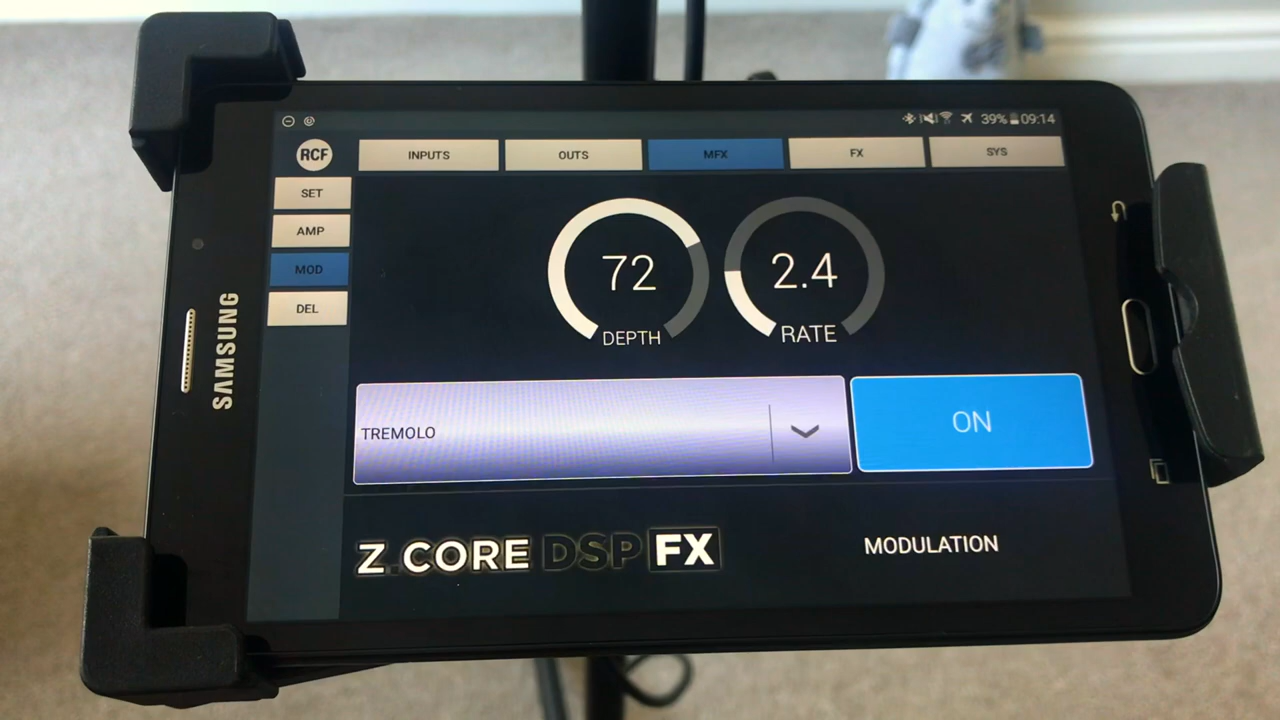 39% 09:14
RCF INPUTS OUTS MFX FX SYS
SET
AMP
MOD
DEL
SAMSUNG
72 2.4
DEPTH RATE
TREMOLO ON
Z.CORE DSP FX MODULATION